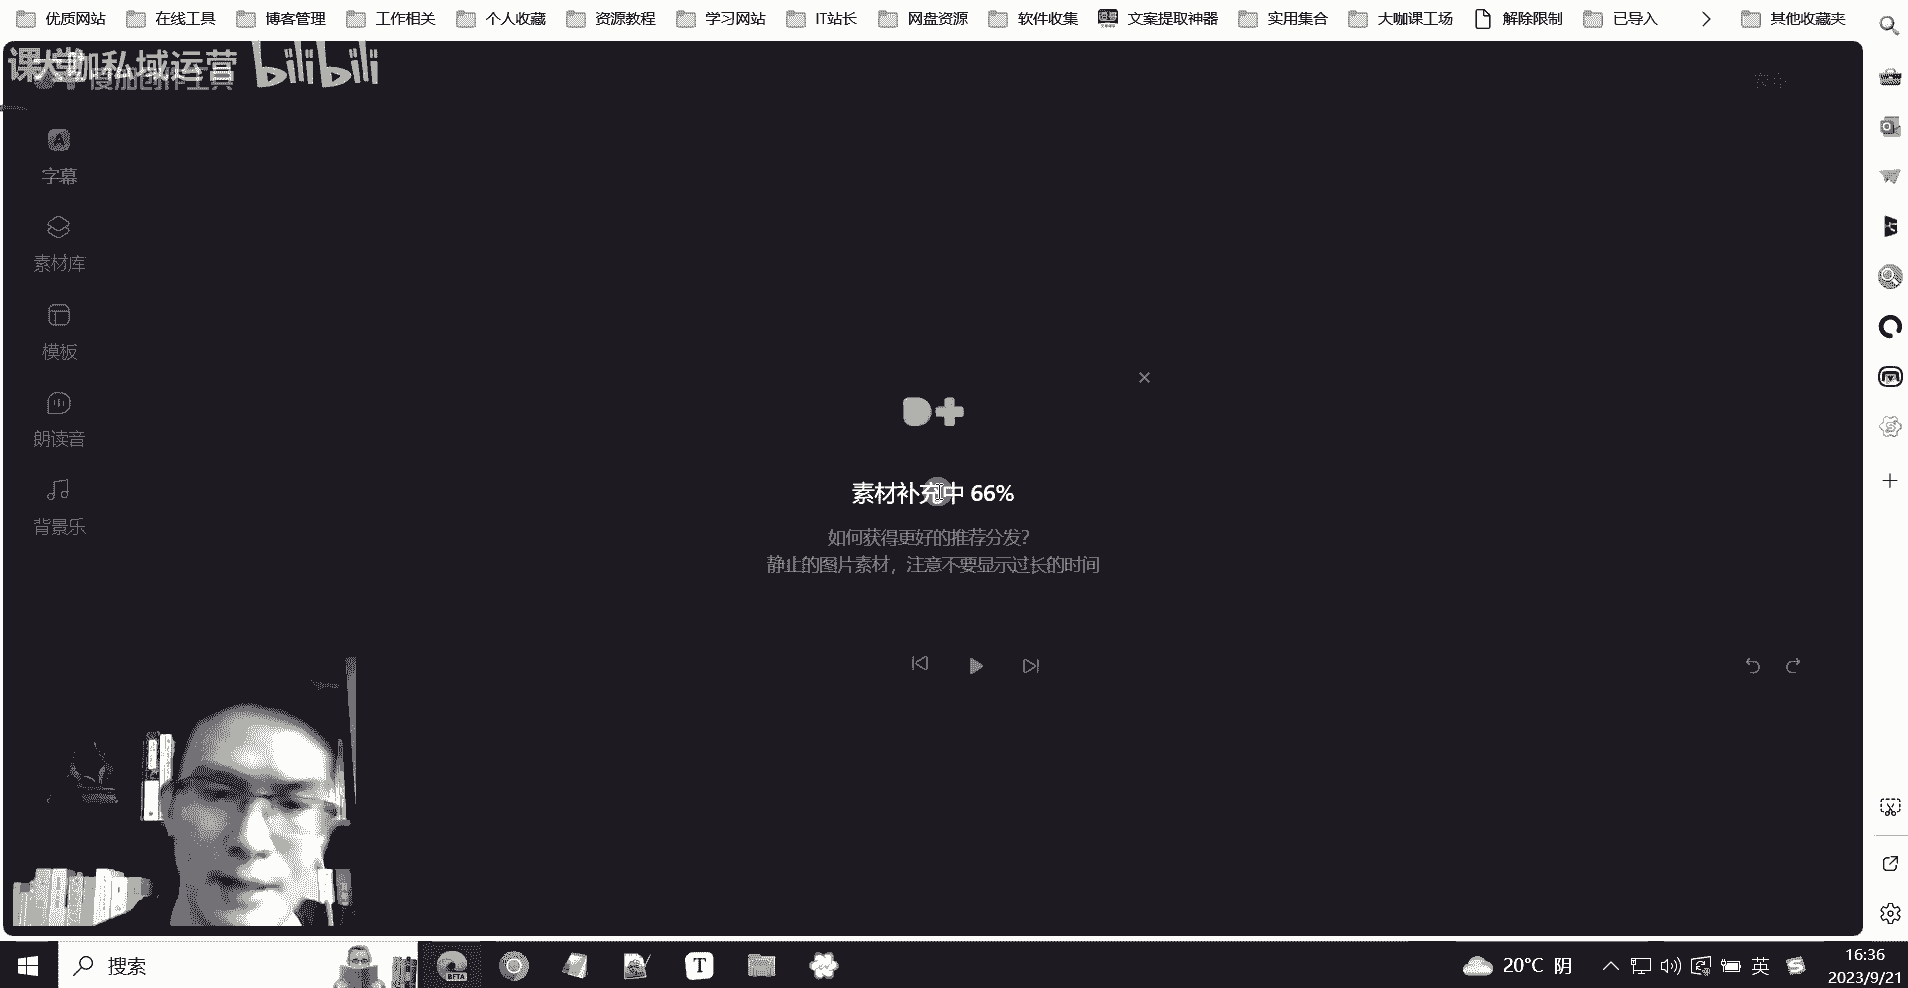 优质网站 在线工具 博客管理 工作相关 个人收藏 资源教程 学习网站 IT站长 网盘资源 软件收集 文案提取神器 实用集合 大咖课工场 解除限制 已导入 其他收藏夹
课大咖私域运营 bilibili
度加创作工具
字幕
素材库
模板
朗读音
背景乐
素材补充中 66%
如何获得更好的推荐分发?
静止的图片素材，注意不要显示过长的时间
搜索
BETA
T
20°C 阴
英
16:36
2023/9/21